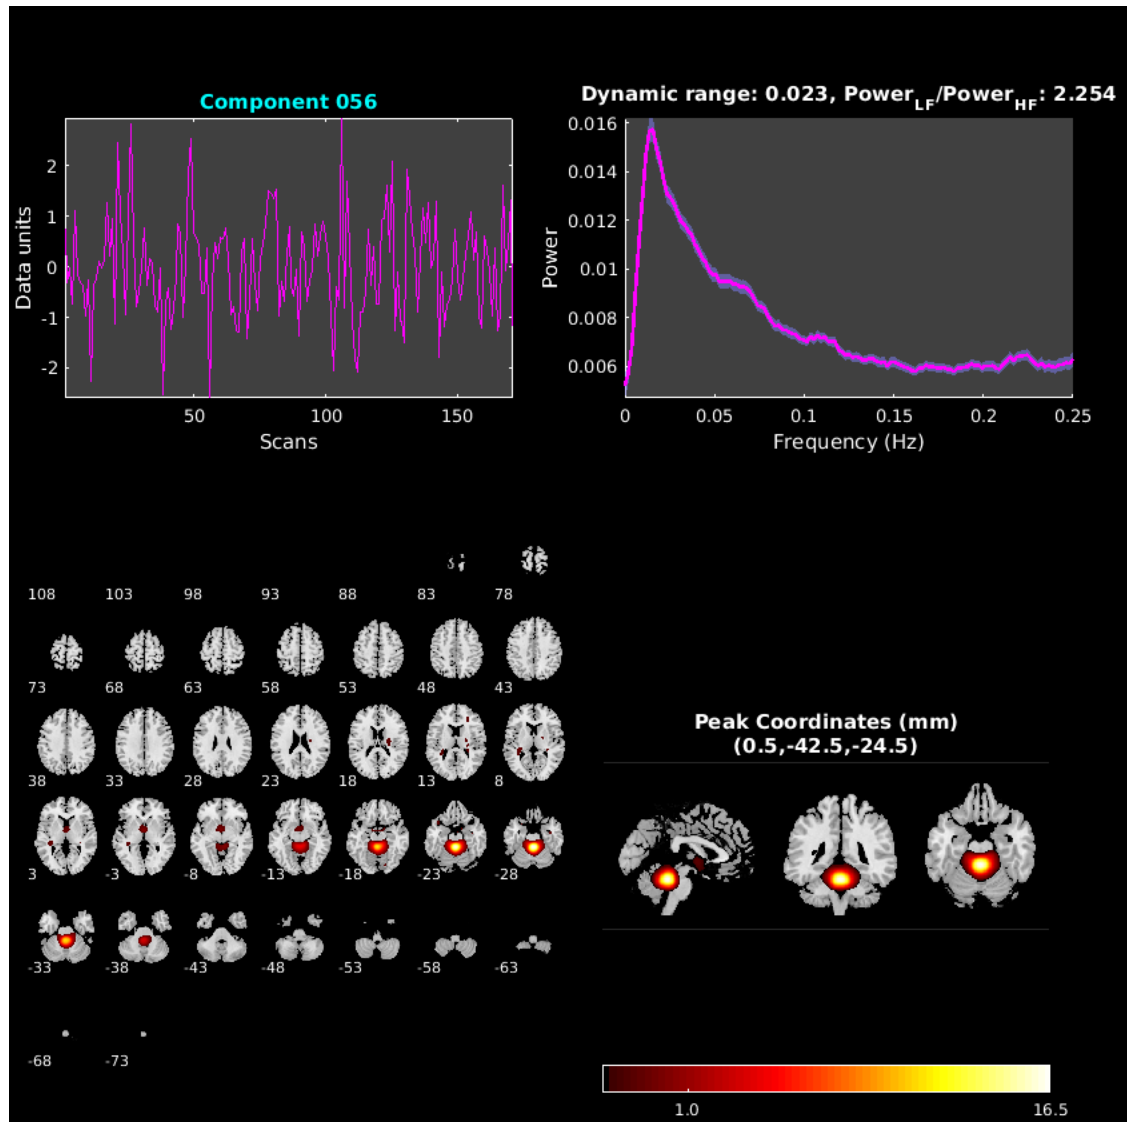 Component 056
Data units
2
1
0
-1
-2
50 100 150
Scans
Dynamic range: 0.023, Power_LF/Power_HF: 2.254
Power
0.016
0.014
0.012
0.01
0.008
0.006
0 0.05 0.1 0.15 0.2 0.25
Frequency (Hz)
108 103 98 93 88 83 78
73 68 63 58 53 48 43
38 33 28 23 18 13 8
3 -3 -8 -13 -18 -23 -28
-33 -38 -43 -48 -53 -58 -63
-68 -73
Peak Coordinates (mm)
(0.5,-42.5,-24.5)
1.0 16.5